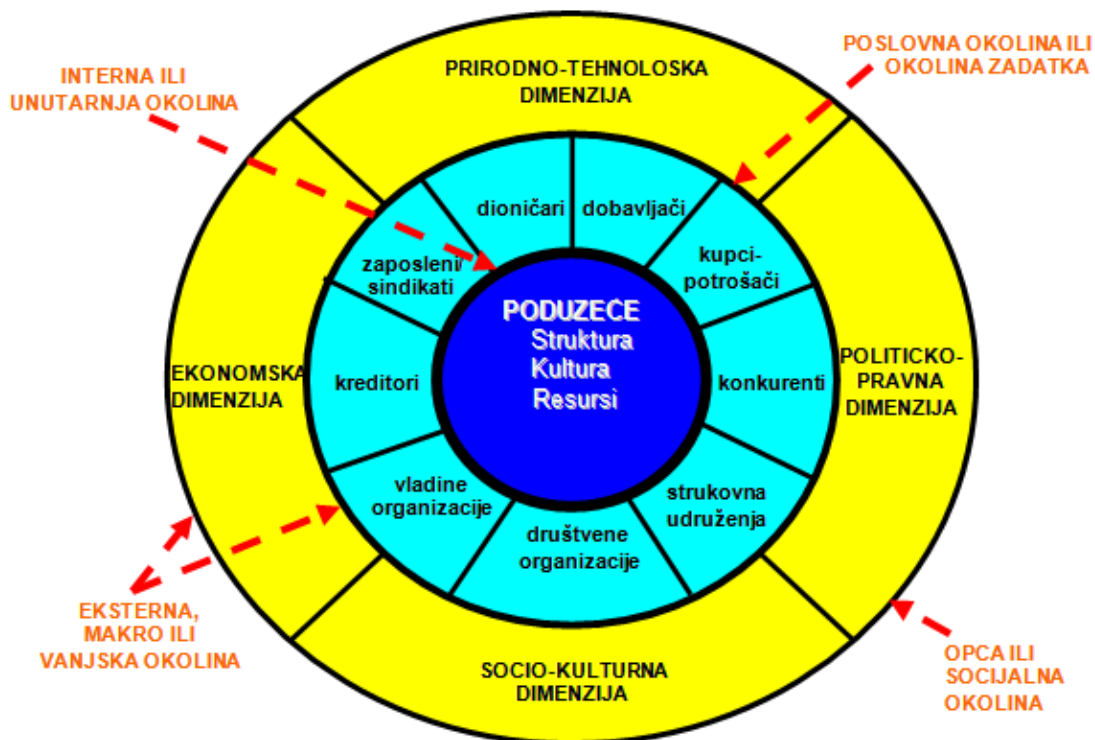 INTERNA ILI
UNUTARNJA OKOLINA
PRIRODNO-TEHNOLOSKA
DIMENZIJA
POSLOVNA OKOLINA ILI
OKOLINA ZADATKA
dioničari
dobavljači
zaposleni/
sindikati
kupci-
potrošači
PODUZEĆE
Struktura
Kultura
Resursi
EKONOMSKA
DIMENZIJA
kreditori
konkurenti
POLITICKO-
PRAVNA
DIMENZIJA
vladine
organizacije
strukovna
udruženja
društvene
organizacije
EKSTERNA,
MAKRO ILI
VANJSKA OKOLINA
SOCIO-KULTURNA
DIMENZIJA
OPCA ILI
SOCIJALNA
OKOLINA